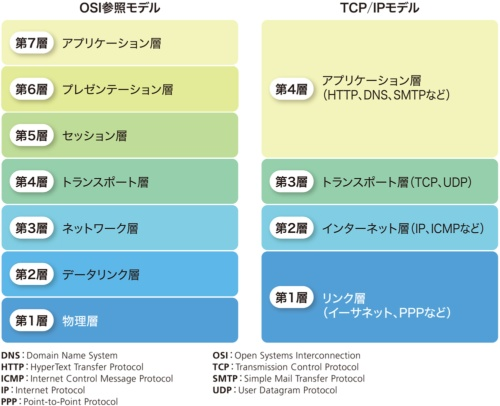 OSI参照モデル
第7層 アプリケーション層
第6層 プレゼンテーション層
第5層 セッション層
第4層 トランスポート層
第3層 ネットワーク層
第2層 データリンク層
第1層 物理層
TCP/IPモデル
第4層 アプリケーション層
（HTTP、DNS、SMTPなど）
第3層 トランスポート層（TCP、UDP）
第2層 インターネット層（IP、ICMPなど）
第1層 リンク層
（イーサネット、PPPなど）
DNS：Domain Name System
HTTP：HyperText Transfer Protocol
ICMP：Internet Control Message Protocol
IP：Internet Protocol
PPP：Point-to-Point Protocol
OSI：Open Systems Interconnection
TCP：Transmission Control Protocol
SMTP：Simple Mail Transfer Protocol
UDP：User Datagram Protocol